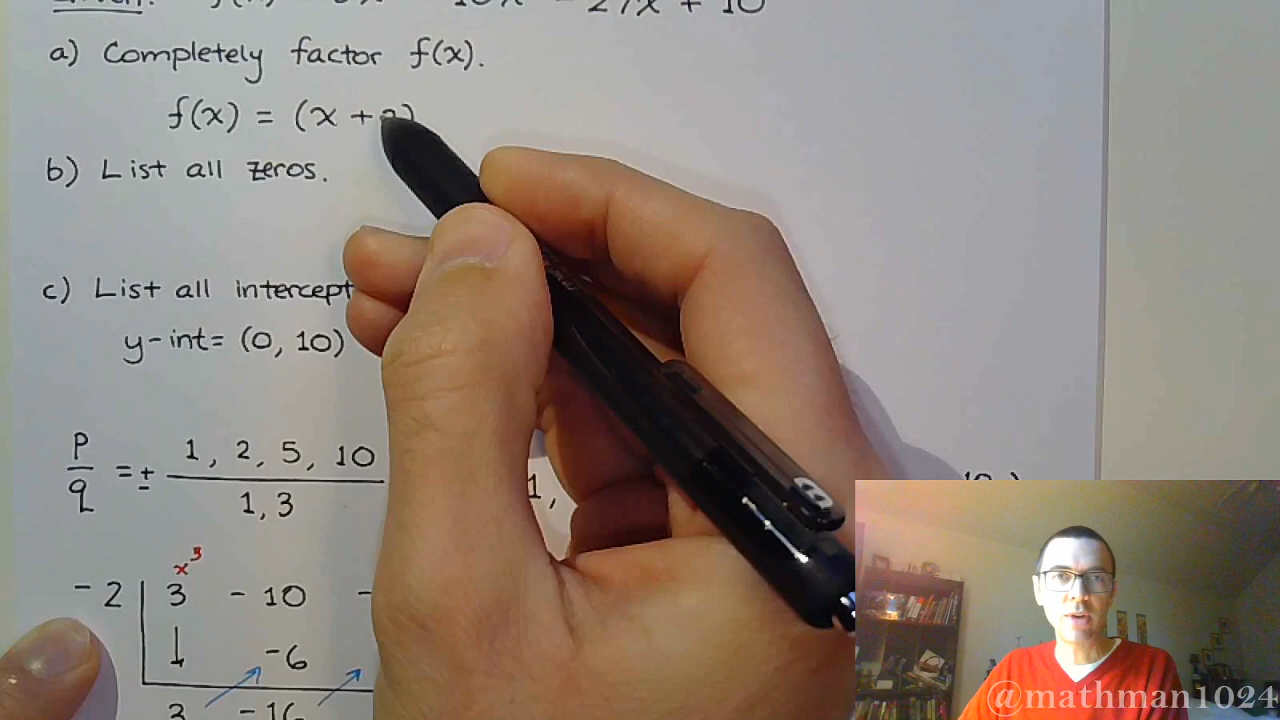 a) Completely factor f(x).
f(x) = (x +
b) List all zeros.
c) List all intercept
y-int= (0, 10)
p/q = ± 1, 2, 5, 10 / 1, 3
1,
x³
-2 | 3 -10 -
-6
3 -16
@mathman1024